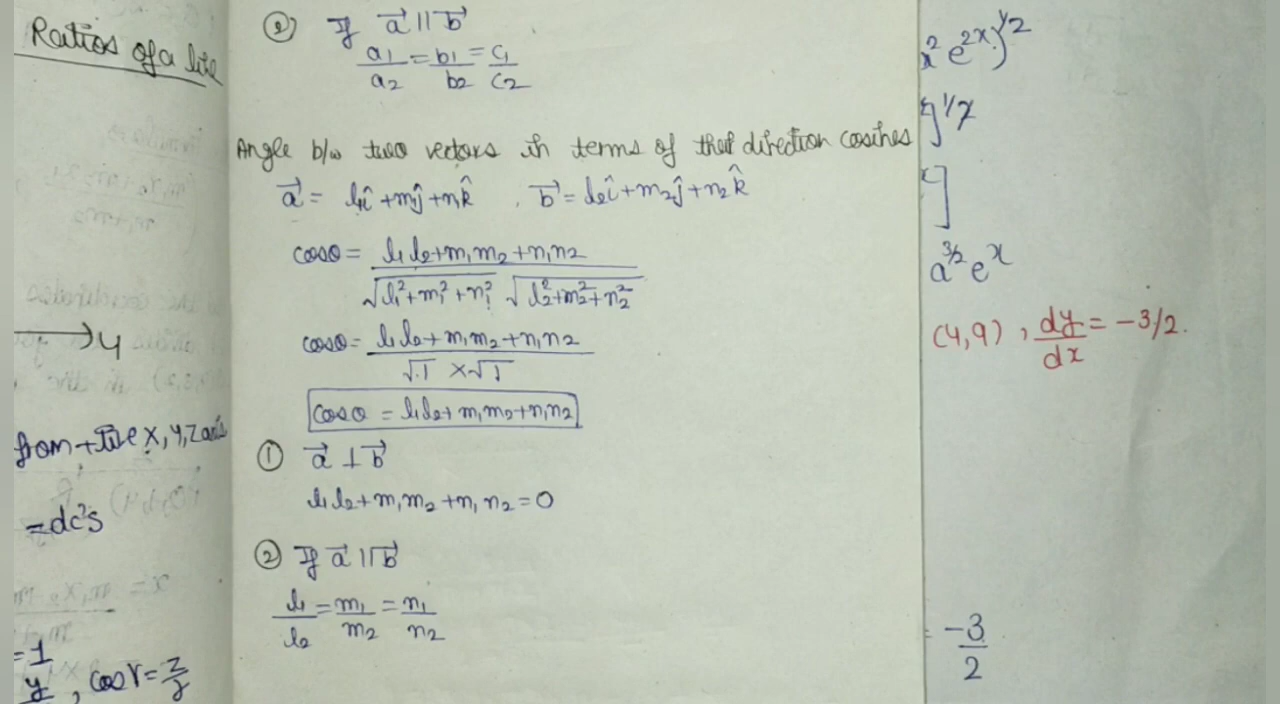 Ratios of a line
→ y
from +tive x, y, z axis
= dc's
= 1
y , cos γ = z/r
② If a⃗ || b⃗
a₁/a₂ = b₁/b₂ = c₁/c₂
Angle b/w two vectors in terms of their direction cosines
a⃗ = l₁î + m₁ĵ + n₁k̂ , b⃗ = l₂î + m₂ĵ + n₂k̂
cosθ = l₁l₂ + m₁m₂ + n₁n₂ / √l₁² + m₁² + n₁² √l₂² + m₂² + n₂²
cosθ = l₁l₂ + m₁m₂ + n₁n₂ / √1 × √1
cosθ = l₁l₂ + m₁m₂ + n₁n₂
① a⃗ ⊥ b⃗
l₁l₂ + m₁m₂ + n₁n₂ = 0
② If a⃗ || b⃗
l₁/l₂ = m₁/m₂ = n₁/n₂
x² e²ˣ)^1/2
]^1/x
]
a^3/2 eˣ
(4,9) , dy/dx = -3/2.
-3/2